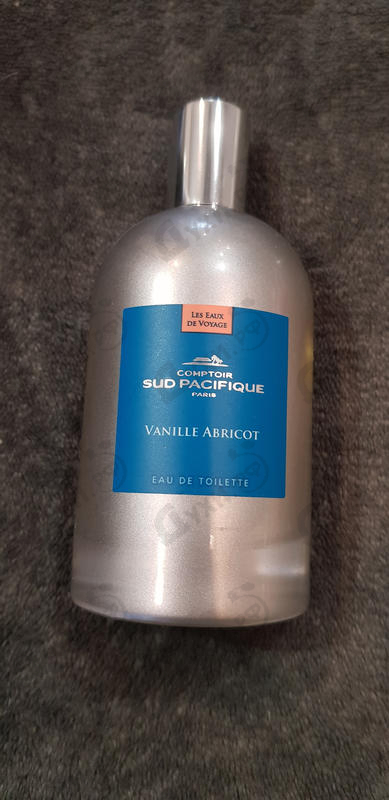 LES EAUX
DE VOYAGE
COMPTOIR
SUD PACIFIQUE
PARIS
VANILLE ABRICOT
EAU DE TOILETTE